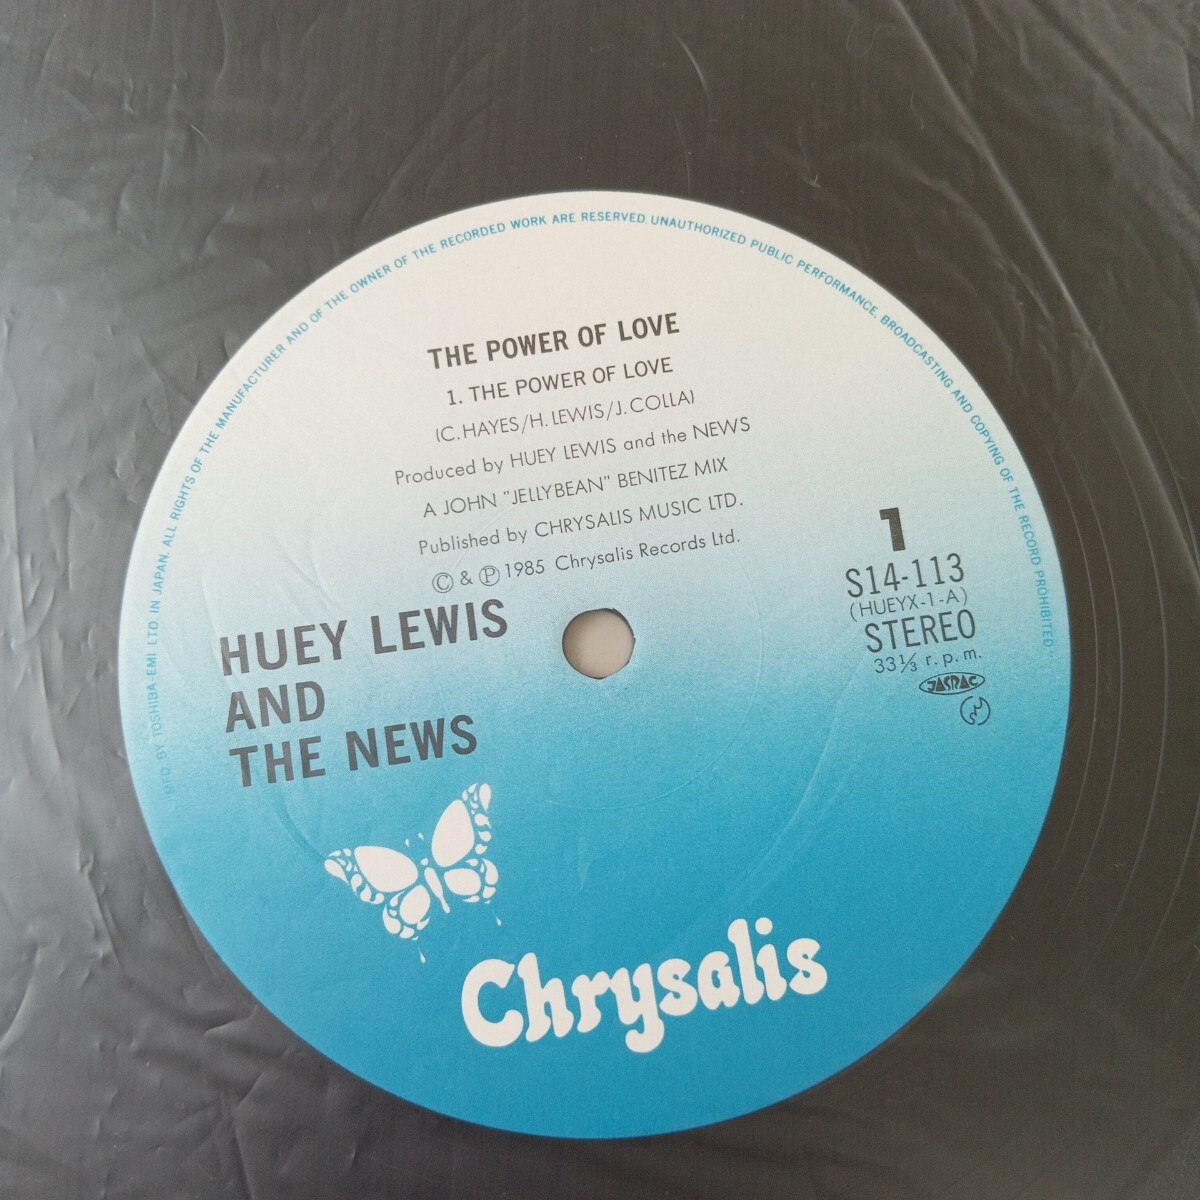 "MFD. BY TOSHIBA-EMI LTD. IN JAPAN. ALL RIGHTS OF THE MANUFACTURER AND OF THE OWNER OF THE RECORDED WORK ARE RESERVED. UNAUTHORIZED PUBLIC PERFORMANCE, BROADCASTING AND COPYING OF THE RECORD PROHIBITED."
THE POWER OF LOVE
1. THE POWER OF LOVE
(C. HAYES/H. LEWIS/J. COLLA)
Produced by HUEY LEWIS and the NEWS
A JOHN "JELLYBEAN" BENITEZ MIX
Published by CHRYSALIS MUSIC LTD.
© & ℗ 1985 Chrysalis Records Ltd.
1
S14-113
(HUEYX-1-A)
STEREO
33⅓ r.p.m.
JASRAC
HUEY LEWIS
AND
THE NEWS
Chrysalis